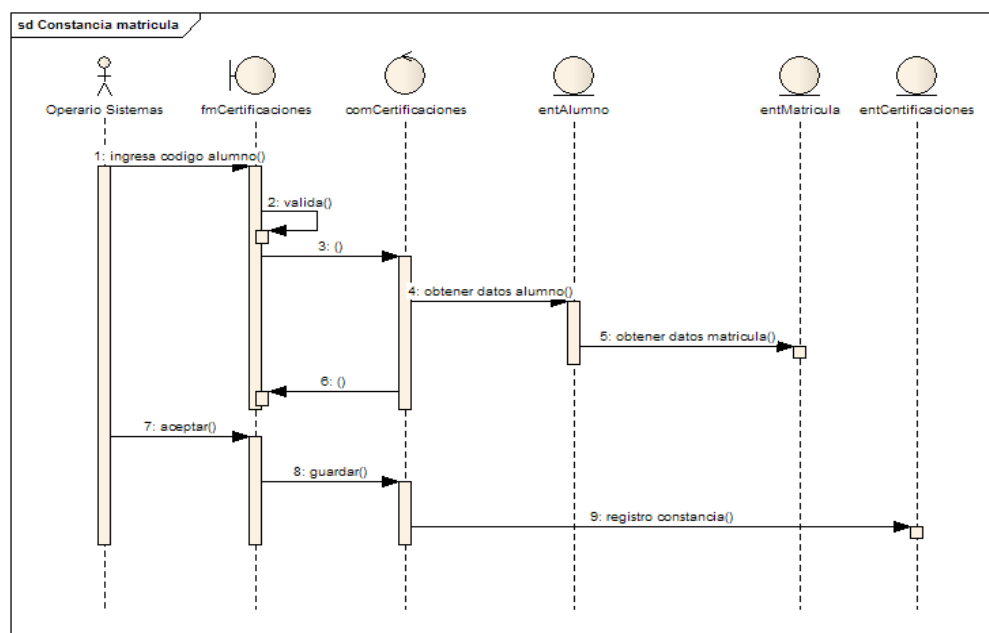 sd Constancia matricula
Operario Sistemas
fmCertificaciones
comCertificaciones
entAlumno
entMatricula
entCertificaciones
1: ingresa codigo alumno()
2: valida()
3: ()
4: obtener datos alumno()
5: obtener datos matricula()
6: ()
7: aceptar()
8: guardar()
9: registro constancia()